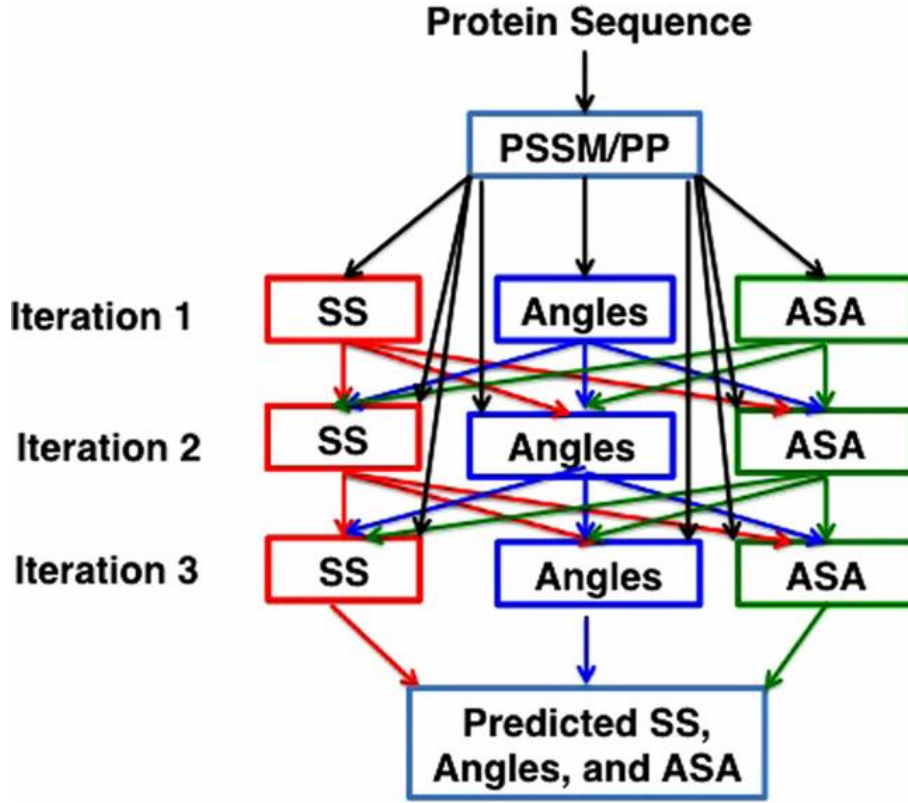 Protein Sequence
PSSM/PP
Iteration 1
SS
Angles
ASA
Iteration 2
SS
Angles
ASA
Iteration 3
SS
Angles
ASA
Predicted SS,
Angles, and ASA